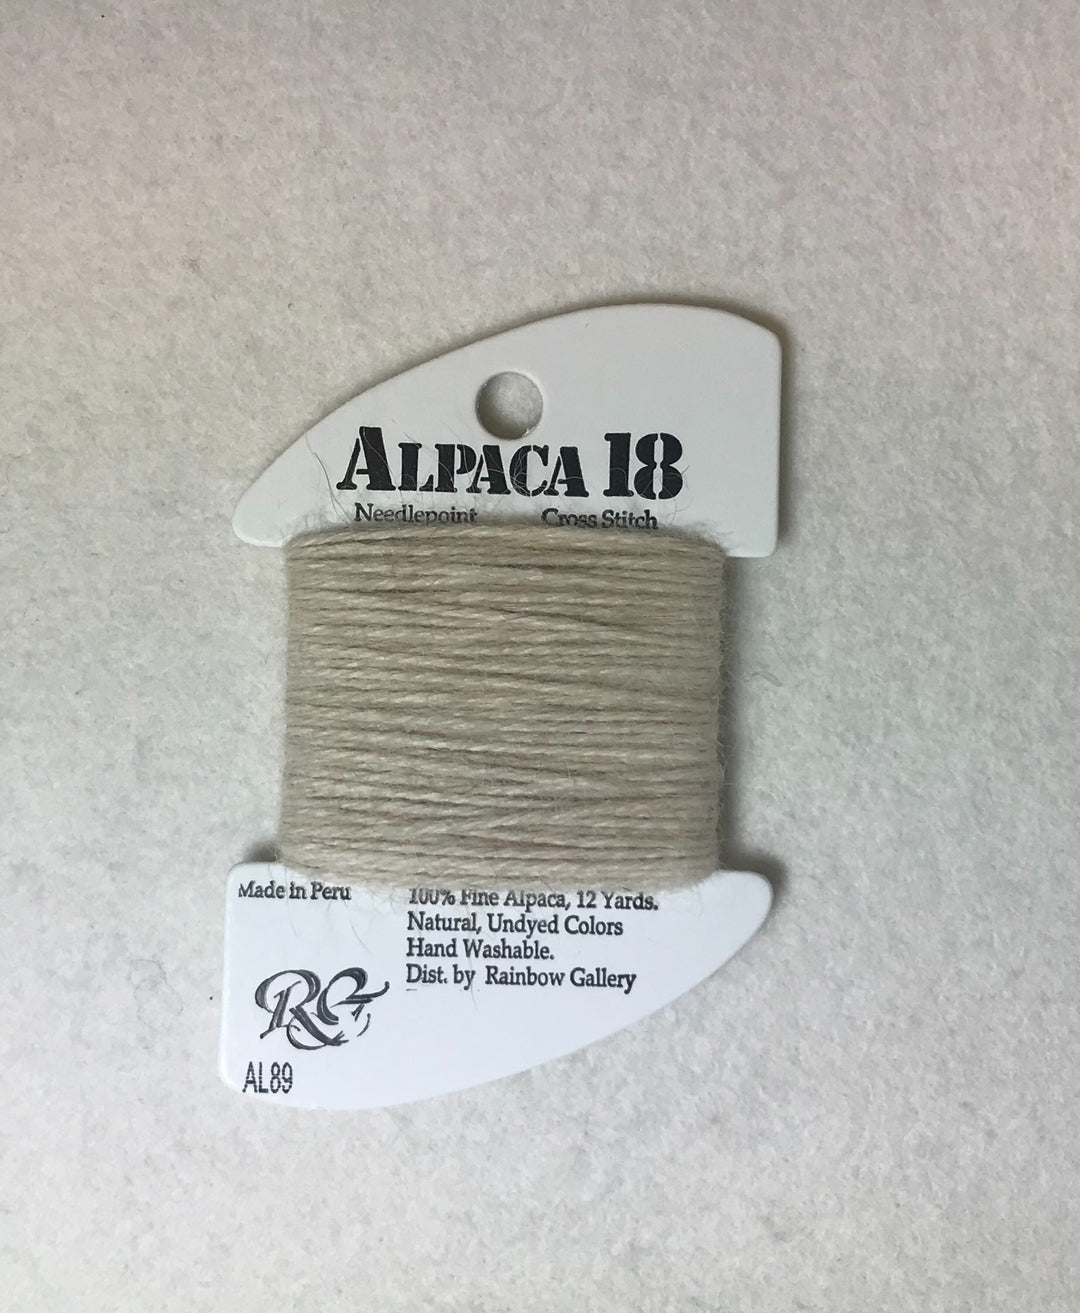 ALPACA 18
Needlepoint Cross Stitch
Made in Peru
100% Fine Alpaca, 12 Yards.
Natural, Undyed Colors
Hand Washable.
Dist. by Rainbow Gallery
RG
AL89